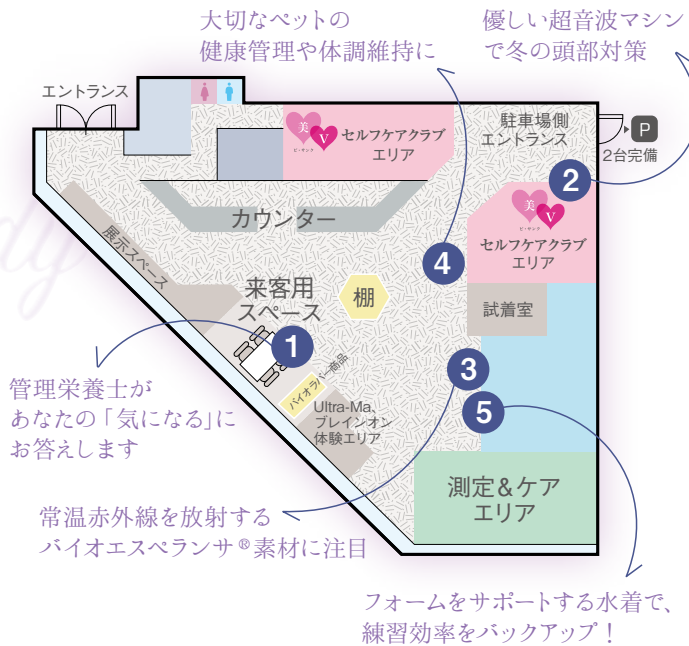 大切なペットの
健康管理や体調維持に
優しい超音波マシン
で冬の頭部対策
エントランス
美
V
ビ・サンク
セルフケアクラブ
エリア
駐車場側
エントランス
P
2台完備
2
美
V
ビ・サンク
セルフケアクラブ
エリア
カウンター
展示スペース
4
来客用
スペース
棚
試着室
1
3
バイオラバー商品
5
Ultra-Ma、
ブレインオン
体験エリア
管理栄養士が
あなたの「気になる」に
お答えします
測定&ケア
エリア
常温赤外線を放射する
バイオエスペランサ®素材に注目
フォームをサポートする水着で、
練習効率をバックアップ！